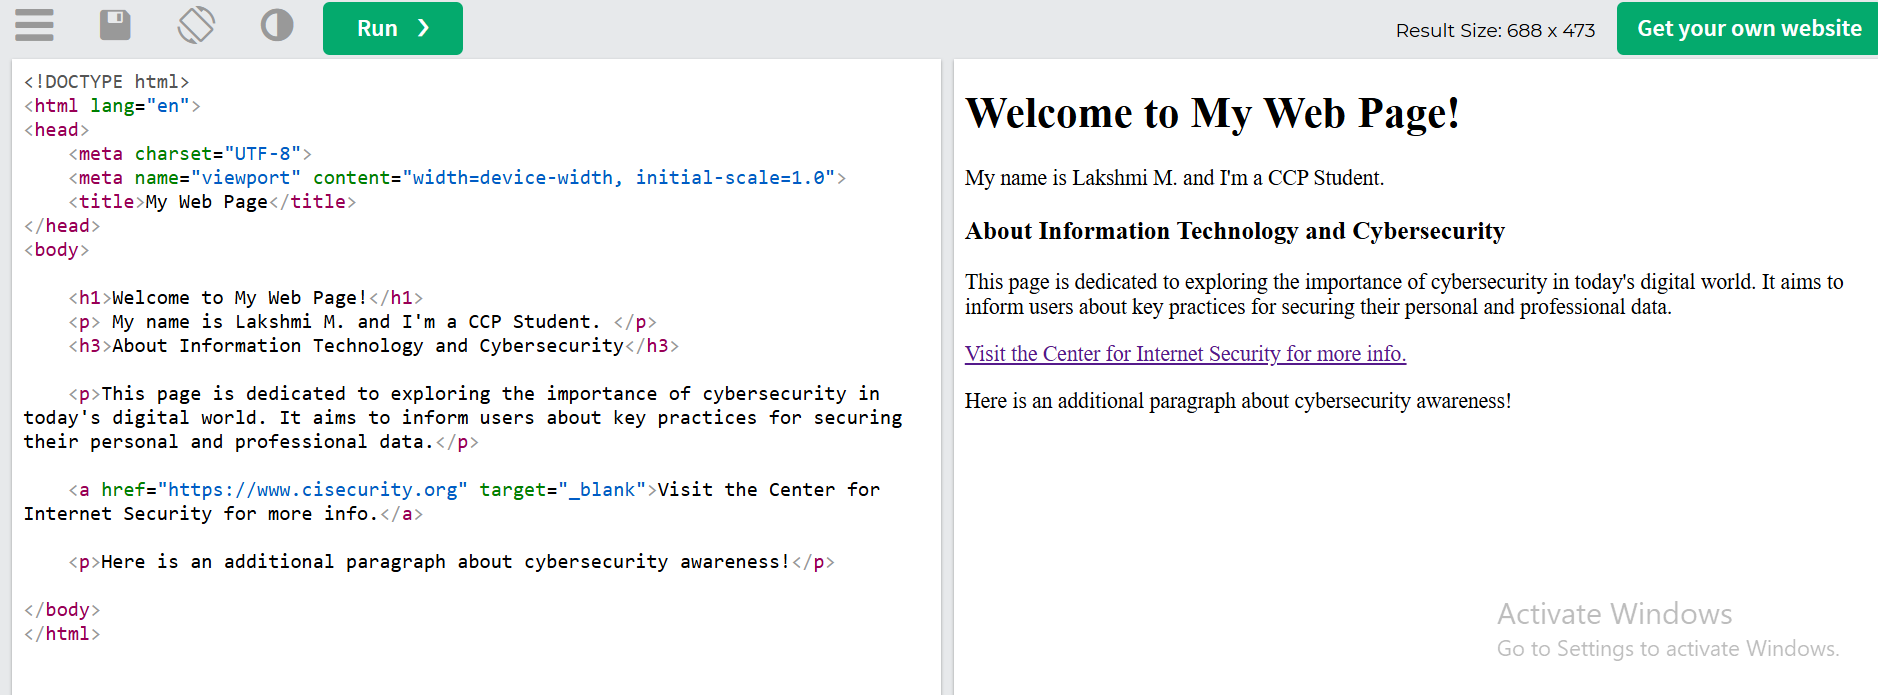 Run ❯
Result Size: 688 x 473
Get your own website
<!DOCTYPE html>
<html lang="en">
<head>
    <meta charset="UTF-8">
    <meta name="viewport" content="width=device-width, initial-scale=1.0">
    <title>My Web Page</title>
</head>
<body>
    <h1>Welcome to My Web Page!</h1>
    <p> My name is Lakshmi M. and I'm a CCP Student. </p>
    <h3>About Information Technology and Cybersecurity</h3>
    <p>This page is dedicated to exploring the importance of cybersecurity in
today's digital world. It aims to inform users about key practices for securing
their personal and professional data.</p>
    <a href="https://www.cisecurity.org" target="_blank">Visit the Center for
Internet Security for more info.</a>
    <p>Here is an additional paragraph about cybersecurity awareness!</p>
</body>
</html>
Welcome to My Web Page!
My name is Lakshmi M. and I'm a CCP Student.
About Information Technology and Cybersecurity
This page is dedicated to exploring the importance of cybersecurity in today's digital world. It aims to
inform users about key practices for securing their personal and professional data.
Visit the Center for Internet Security for more info.
Here is an additional paragraph about cybersecurity awareness!
Activate Windows
Go to Settings to activate Windows.